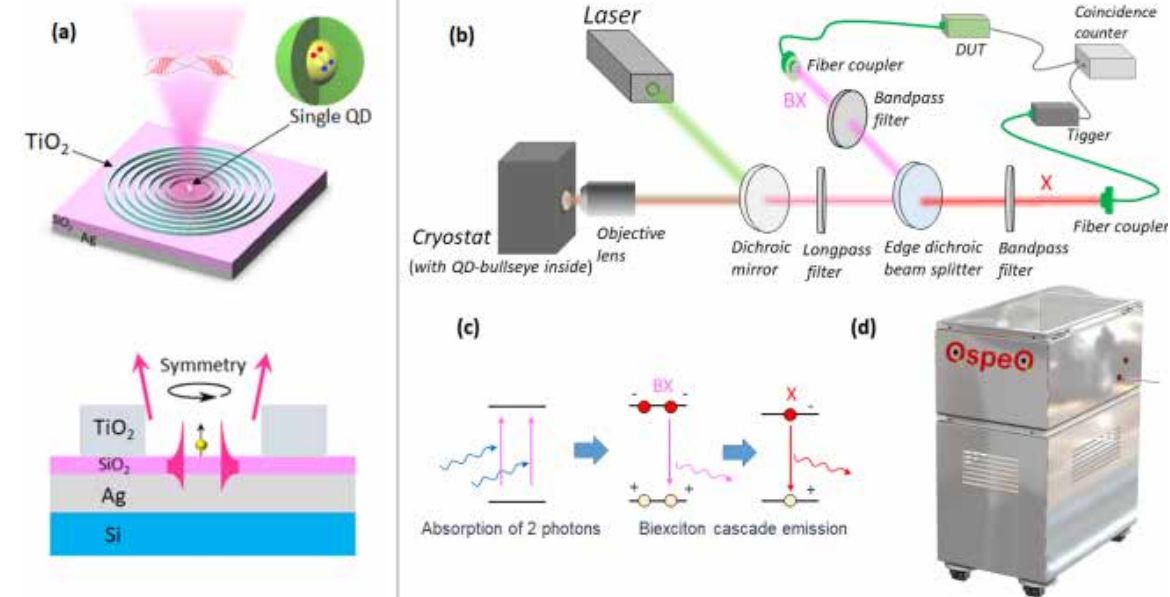 (a)
Single QD
TiO₂
SiO₂
Ag
Symmetry
TiO₂
SiO₂
Ag
Si
(b)
Laser
Fiber coupler
BX
Bandpass
filter
DUT
Coincidence
counter
Tigger
X
Fiber coupler
Cryostat
(with QD-bullseye inside)
Objective
lens
Dichroic
mirror
Longpass
filter
Edge dichroic
beam splitter
Bandpass
filter
(c)
BX
- -
X
-
+ +
+
Absorption of 2 photons
Biexciton cascade emission
(d)
QspeQ